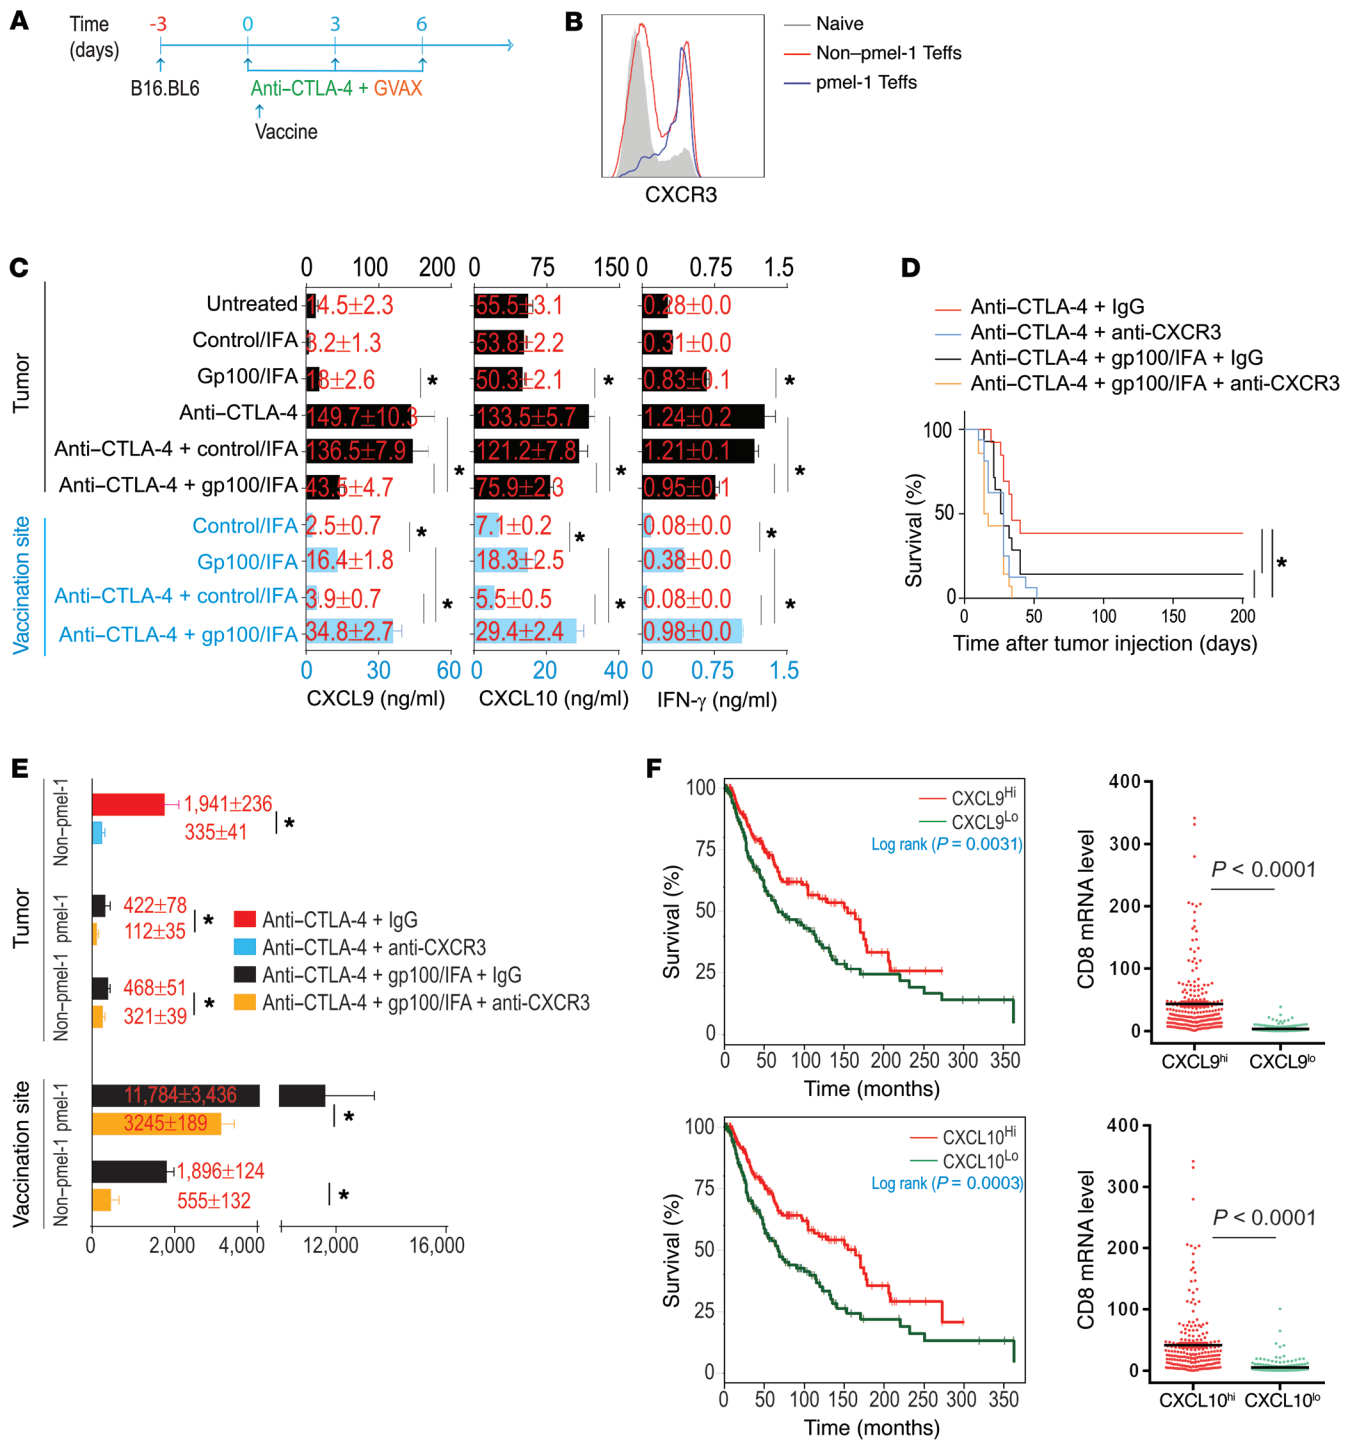 A
Time
(days)
-3
0
3
6
B16.BL6
Anti–CTLA-4 + GVAX
Vaccine
B
CXCR3
Naive
Non–pmel-1 Teffs
pmel-1 Teffs
C
0 100 200
0 75 150
0 0.75 1.5
Tumor
Untreated 14.5±2.3 55.5±3.1 0.28±0.0
Control/IFA 3.2±1.3 53.8±2.2 0.31±0.0
Gp100/IFA 18±2.6 * 50.3±2.1 * 0.83±0.1 *
Anti–CTLA-4 149.7±10.3 133.5±5.7 1.24±0.2
Anti–CTLA-4 + control/IFA 136.5±7.9 121.2±7.8 1.21±0.1
Anti–CTLA-4 + gp100/IFA 43.5±4.7 * 75.9±2.3 * 0.95±0.1 *
Vaccination site
Control/IFA 2.5±0.7 * 7.1±0.2 * 0.08±0.0 *
Gp100/IFA 16.4±1.8 18.3±2.5 0.38±0.0
Anti–CTLA-4 + control/IFA 3.9±0.7 * 5.5±0.5 * 0.08±0.0 *
Anti–CTLA-4 + gp100/IFA 34.8±2.7 29.4±2.4 0.98±0.0
0 30 60
0 20 40
0 0.75 1.5
CXCL9 (ng/ml)
CXCL10 (ng/ml)
IFN-γ (ng/ml)
D
Anti–CTLA-4 + IgG
Anti–CTLA-4 + anti-CXCR3
Anti–CTLA-4 + gp100/IFA + IgG
Anti–CTLA-4 + gp100/IFA + anti-CXCR3
Survival (%)
100
50
0
0 50 100 150 200
*
Time after tumor injection (days)
E
Tumor
Non–pmel-1
1,941±236
335±41
*
pmel-1
422±78
112±35
*
Non–pmel-1
468±51
321±39
*
Anti–CTLA-4 + IgG
Anti–CTLA-4 + anti-CXCR3
Anti–CTLA-4 + gp100/IFA + IgG
Anti–CTLA-4 + gp100/IFA + anti-CXCR3
Vaccination site
pmel-1
11,784±3,436
3245±189
*
Non–pmel-1
1,896±124
555±132
*
0 2,000 4,000 12,000 16,000
F
Survival (%)
100
75
50
25
0
CXCL9Hi
CXCL9Lo
Log rank (P = 0.0031)
0 50 100 150 200 250 300 350
Time (months)
CD8 mRNA level
400
300
200
100
0
P < 0.0001
CXCL9hi CXCL9lo
Survival (%)
100
75
50
25
0
CXCL10Hi
CXCL10Lo
Log rank (P = 0.0003)
0 50 100 150 200 250 300 350
Time (months)
CD8 mRNA level
400
300
200
100
0
P < 0.0001
CXCL10hi CXCL10lo